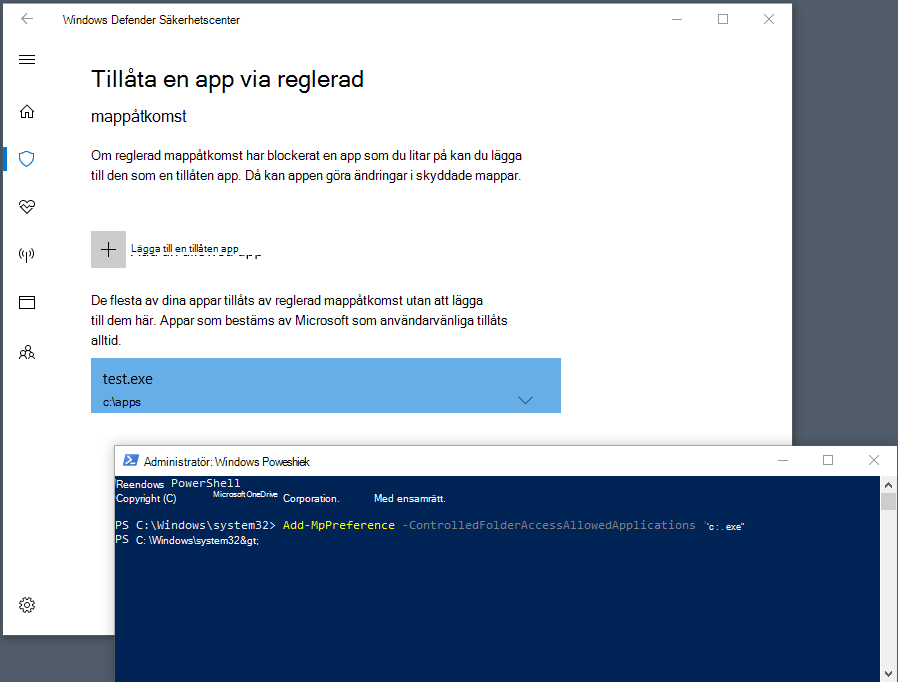 Windows Defender Säkerhetscenter
Tillåta en app via reglerad
mappåtkomst
Om reglerad mappåtkomst har blockerat en app som du litar på kan du lägga
till den som en tillåten app. Då kan appen göra ändringar i skyddade mappar.
Lägga till en tillåten app
De flesta av dina appar tillåts av reglerad mappåtkomst utan att lägga
till dem här. Appar som bestäms av Microsoft som användarvänliga tillåts
alltid.
test.exe
c:\apps
Administratör: Windows Poweshiek
Reendows PowerShell
Copyright (C) Microsoft OneDrive Corporation. Med ensamrätt.
PS C:\Windows\system32> Add-MpPreference -ControlledFolderAccessAllowedApplications "c:.exe"
PS C: \Windows\system32&gt;